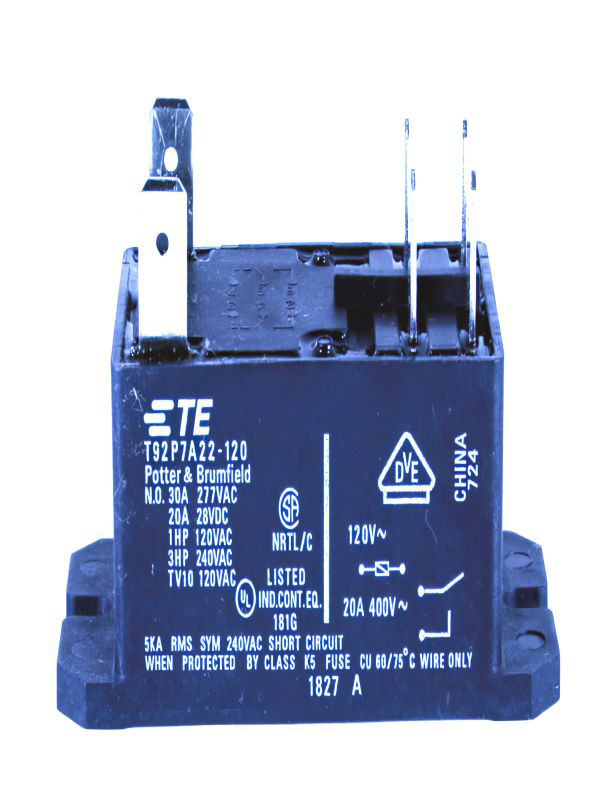 TE
T92P7A22-120
Potter & Brumfield
N.O. 30A 277VAC
20A 28VDC
1HP 120VAC
3HP 240VAC
TV10 120VAC
SA
NRTL/C
UL
LISTED
IND.CONT.EQ.
181G
DVE
CHINA
724
120V~
20A 400V~
5KA RMS SYM 240VAC SHORT CIRCUIT
WHEN PROTECTED BY CLASS K5 FUSE CU 60/75°C WIRE ONLY
1827 A